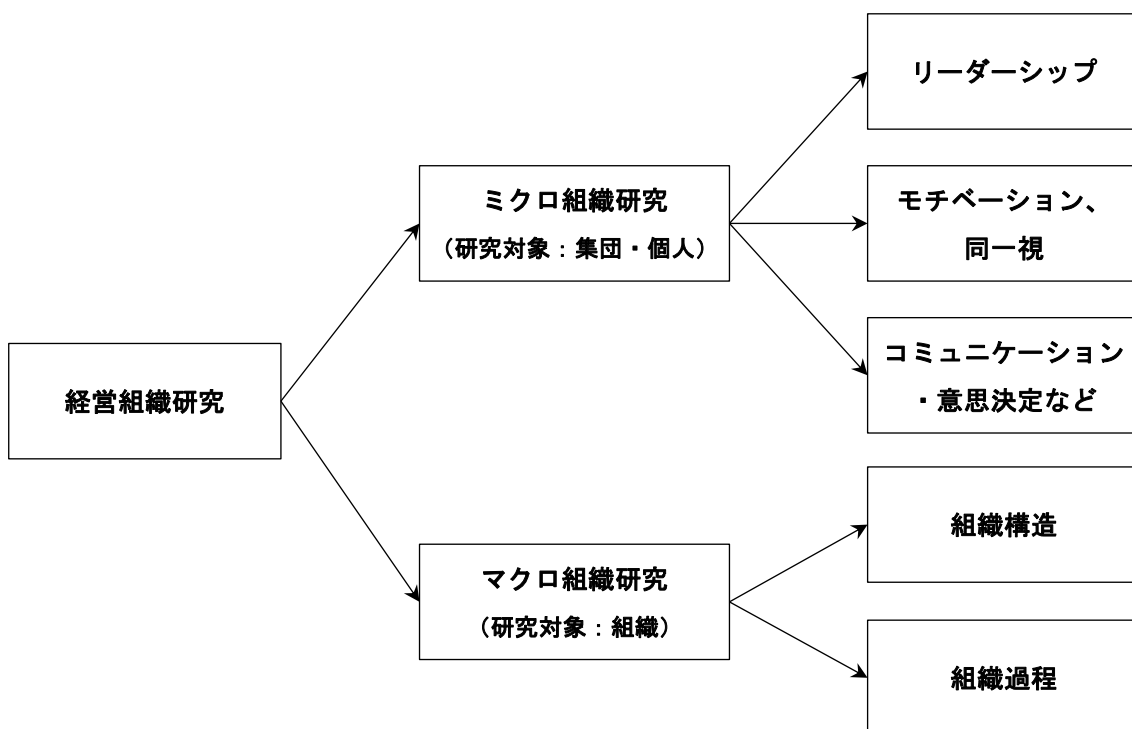 経営組織研究
ミクロ組織研究
（研究対象：集団・個人）
リーダーシップ
モチベーション、
同一視
コミュニケーション
・意思決定など
マクロ組織研究
（研究対象：組織）
組織構造
組織過程